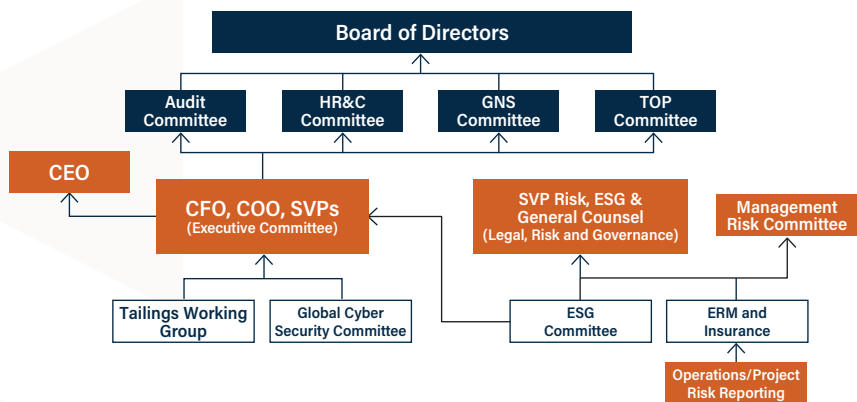 Board of Directors
Audit
Committee
HR&C
Committee
GNS
Committee
TOP
Committee
CEO
CFO, COO, SVPs
(Executive Committee)
SVP Risk, ESG &
General Counsel
(Legal, Risk and Governance)
Management
Risk Committee
Tailings Working
Group
Global Cyber
Security Committee
ESG
Committee
ERM and
Insurance
Operations/Project
Risk Reporting